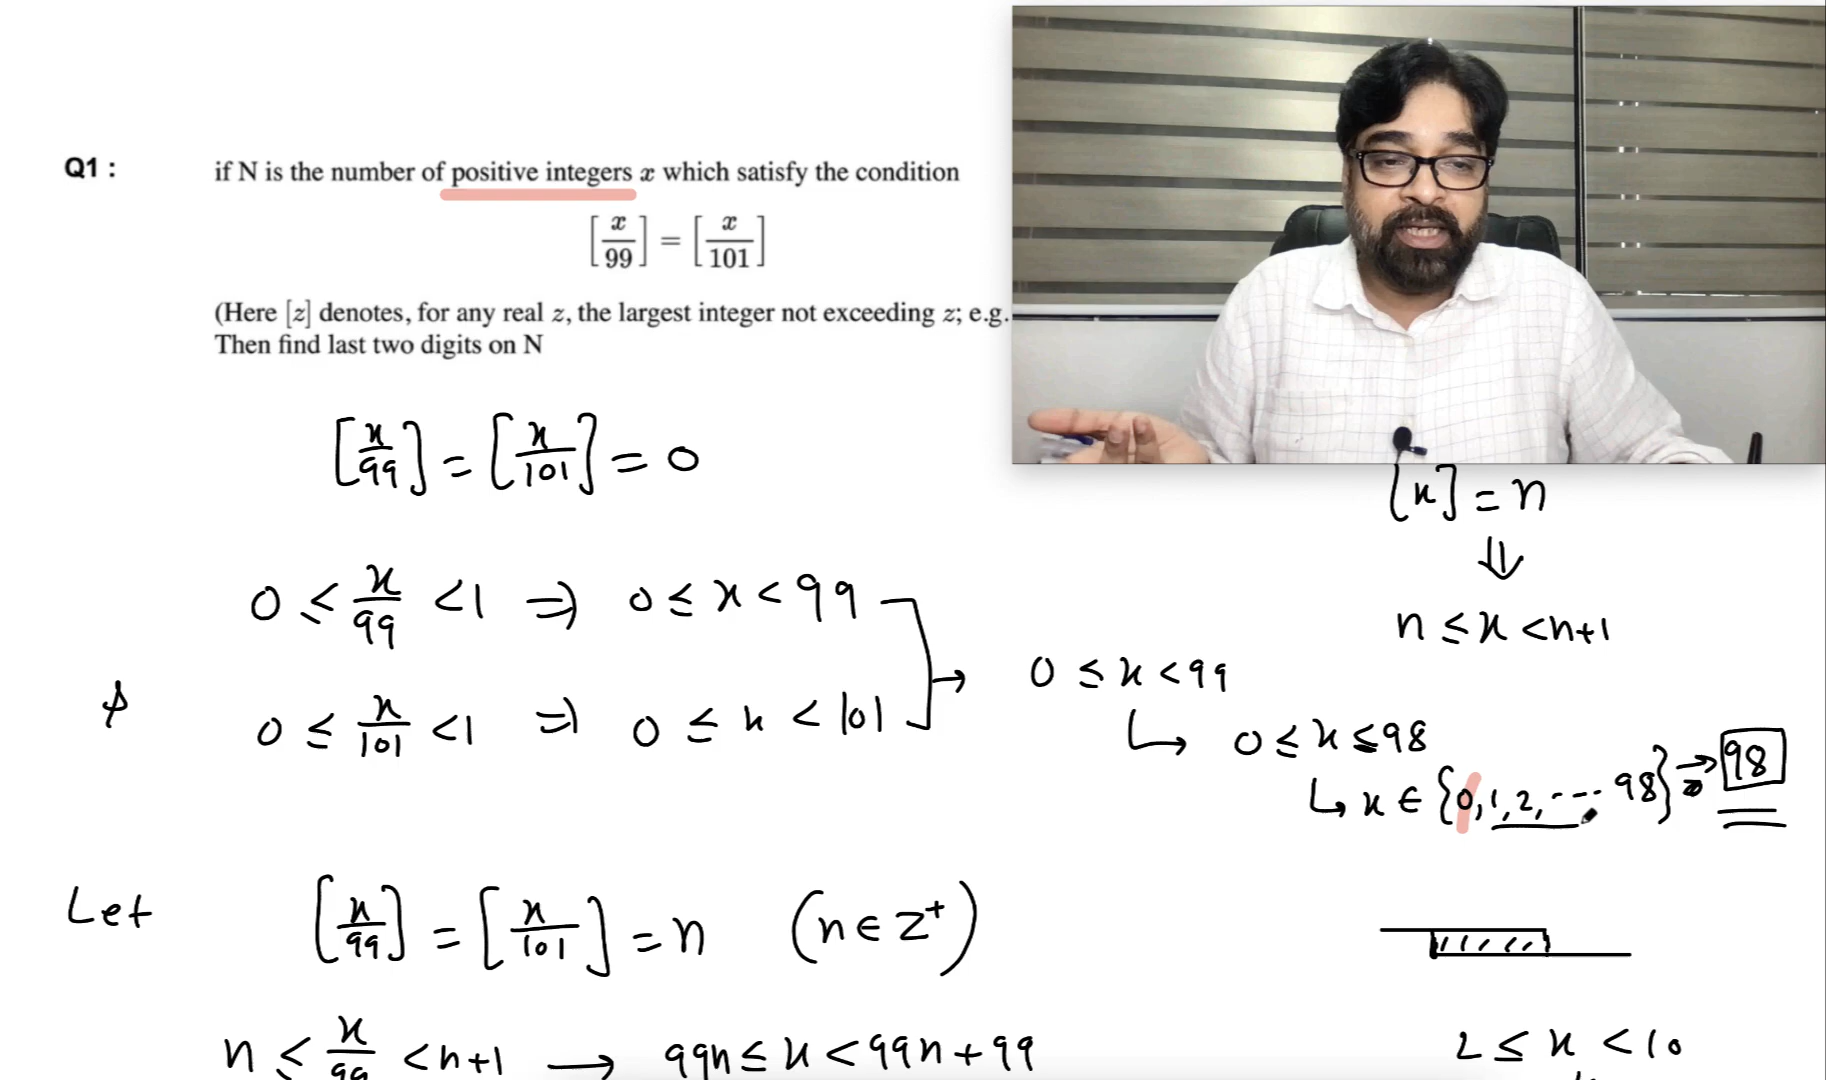 Q1 : if N is the number of positive integers x which satisfy the condition
[x/99] = [x/101]
(Here [z] denotes, for any real z, the largest integer not exceeding z; e.g.
Then find last two digits on N
[x/99] = [x/101] = 0
[x] = n
⇓
n ≤ x < n+1
0 ≤ x/99 < 1 ⇒ 0 ≤ x < 99
&
0 ≤ x/101 < 1 ⇒ 0 ≤ x < 101
→ 0 ≤ x < 99
↳ 0 ≤ x ≤ 98
↳ x ∈ {0, 1, 2, --- 98} → 98
Let [x/99] = [x/101] = n (n ∈ Z⁺)
n ≤ x/99 < n+1 → 99n ≤ x < 99n + 99
2 ≤ x < 10